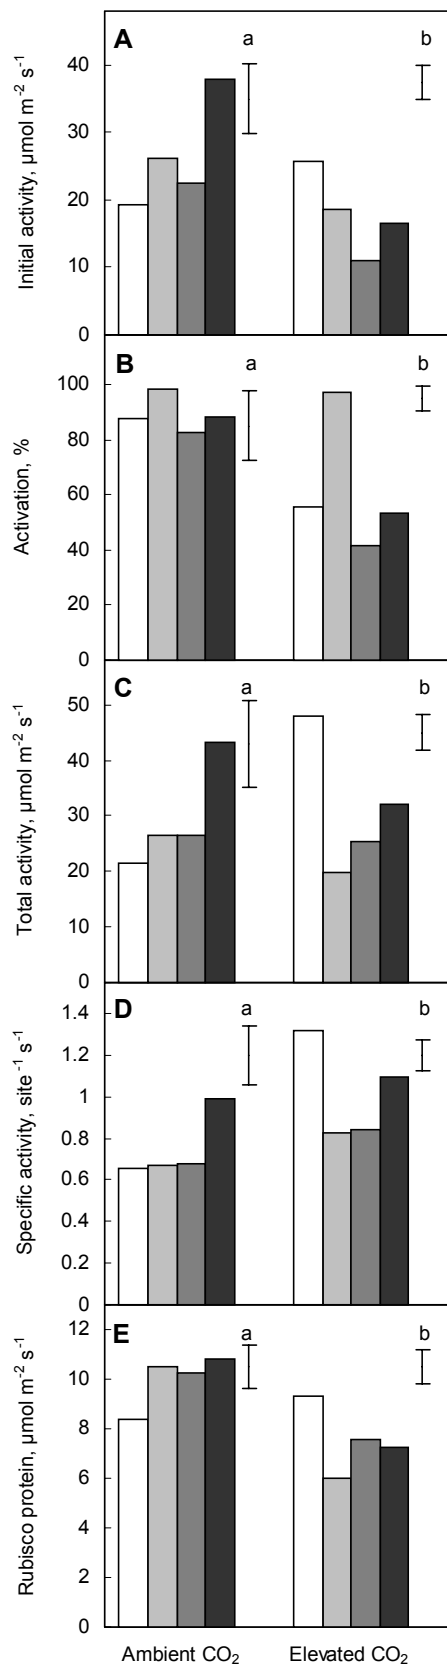 A
a
b
40
30
20
10
0
Initial activity, µmol m⁻² s⁻¹
B
a
b
100
80
60
40
20
0
Activation, %
C
a
b
50
40
30
20
10
0
Total activity, µmol m⁻² s⁻¹
D
a
b
1.4
1.2
1
0.8
0.6
0.4
0.2
0
Specific activity, site⁻¹ s⁻¹
E
a
b
12
10
8
6
4
2
0
Rubisco protein, µmol m⁻² s⁻¹
Ambient CO₂ Elevated CO₂